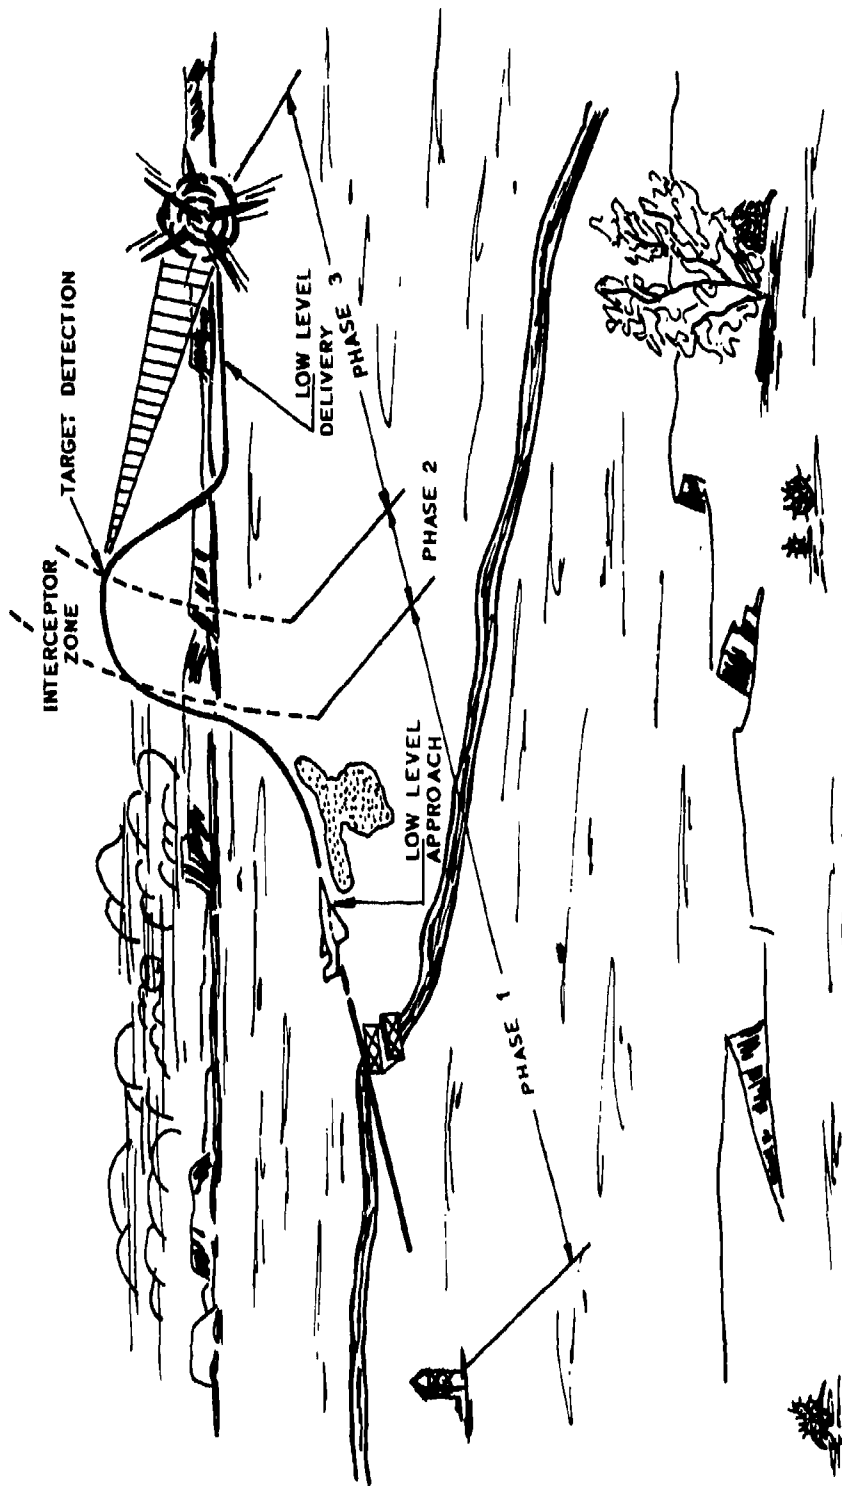 INTERCEPTOR
ZONE
TARGET DETECTION
LOW LEVEL
DELIVERY
PHASE 3
PHASE 2
LOW LEVEL
APPROACH
PHASE 1